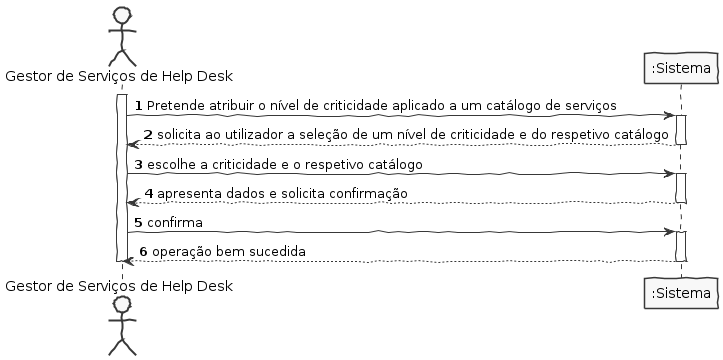 Gestor de Serviços de Help Desk
:Sistema
1 Pretende atribuir o nível de criticidade aplicado a um catálogo de serviços
2 solicita ao utilizador a seleção de um nível de criticidade e do respetivo catálogo
3 escolhe a criticidade e o respetivo catálogo
4 apresenta dados e solicita confirmação
5 confirma
6 operação bem sucedida
Gestor de Serviços de Help Desk
:Sistema